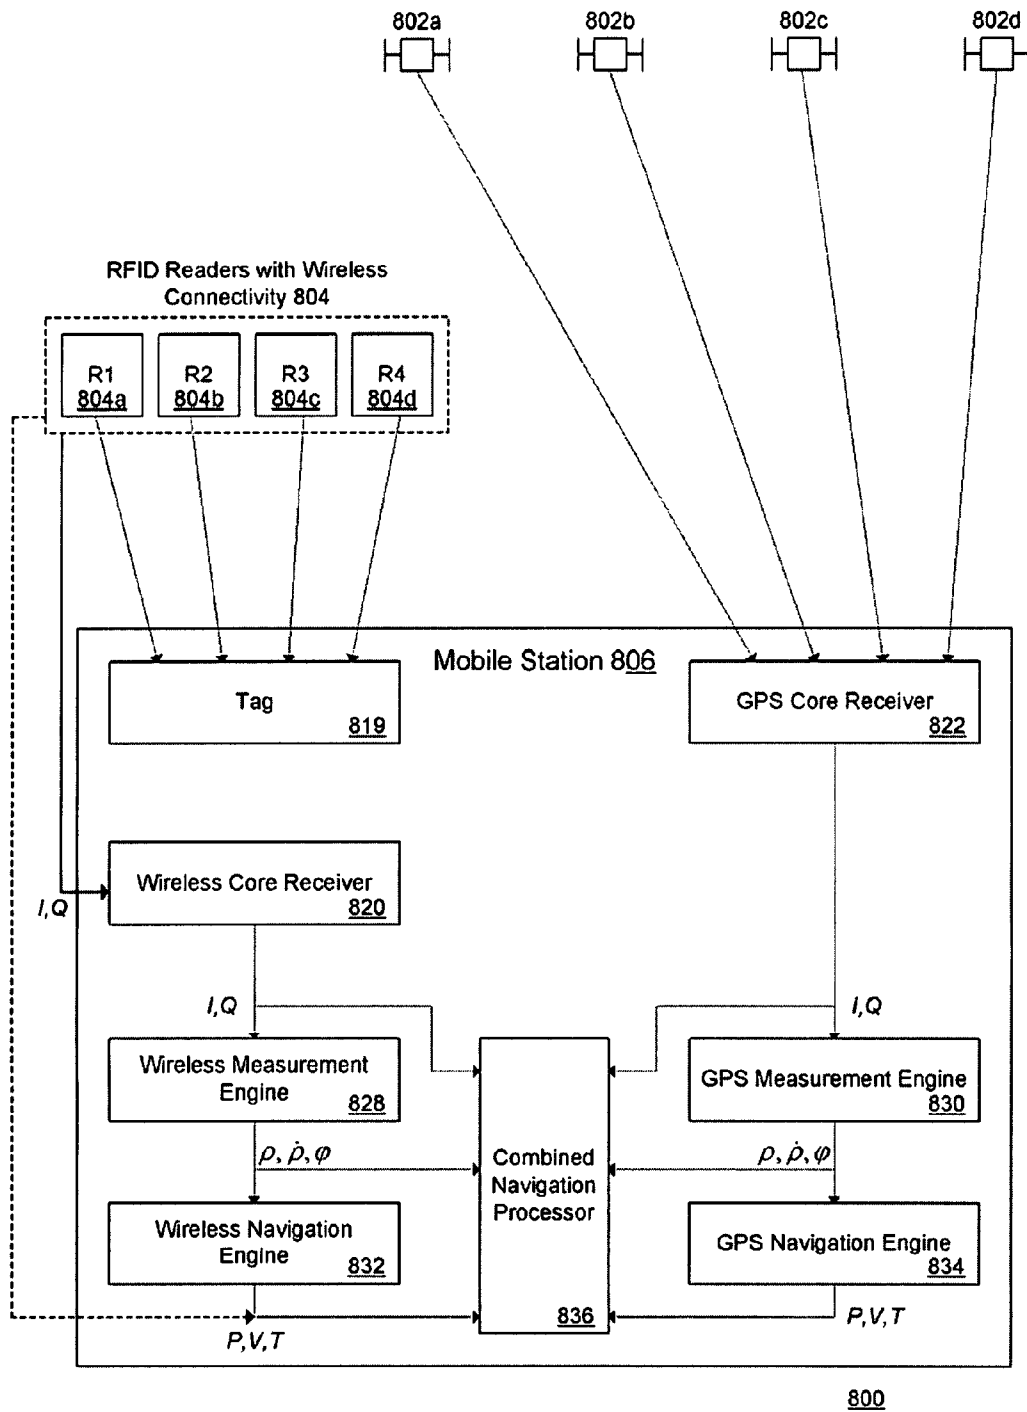 802a
802b
802c
802d
RFID Readers with Wireless
Connectivity 804
R1
804a
R2
804b
R3
804c
R4
804d
Mobile Station 806
Tag
819
GPS Core Receiver
822
Wireless Core Receiver
820
I,Q
I,Q
I,Q
Wireless Measurement
Engine
828
GPS Measurement Engine
830
ρ, ρ̇, φ
ρ, ρ̇, φ
Combined
Navigation
Processor
836
Wireless Navigation
Engine
832
GPS Navigation Engine
834
P,V,T
P,V,T
800